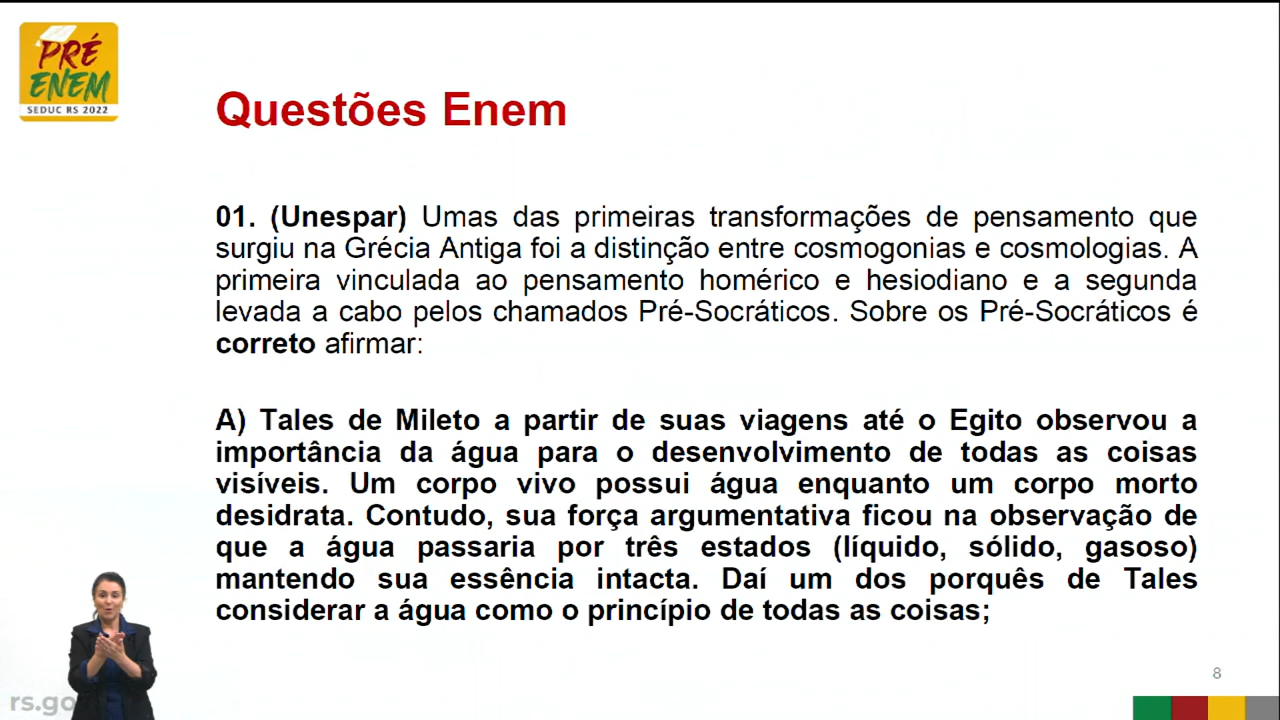 PRÉ
ENEM
SEDUC RS 2022
Questões Enem
01. (Unespar) Umas das primeiras transformações de pensamento que
surgiu na Grécia Antiga foi a distinção entre cosmogonias e cosmologias. A
primeira vinculada ao pensamento homérico e hesiodiano e a segunda
levada a cabo pelos chamados Pré-Socráticos. Sobre os Pré-Socráticos é
correto afirmar:
A) Tales de Mileto a partir de suas viagens até o Egito observou a
importância da água para o desenvolvimento de todas as coisas
visíveis. Um corpo vivo possui água enquanto um corpo morto
desidrata. Contudo, sua força argumentativa ficou na observação de
que a água passaria por três estados (líquido, sólido, gasoso)
mantendo sua essência intacta. Daí um dos porquês de Tales
considerar a água como o princípio de todas as coisas;
8